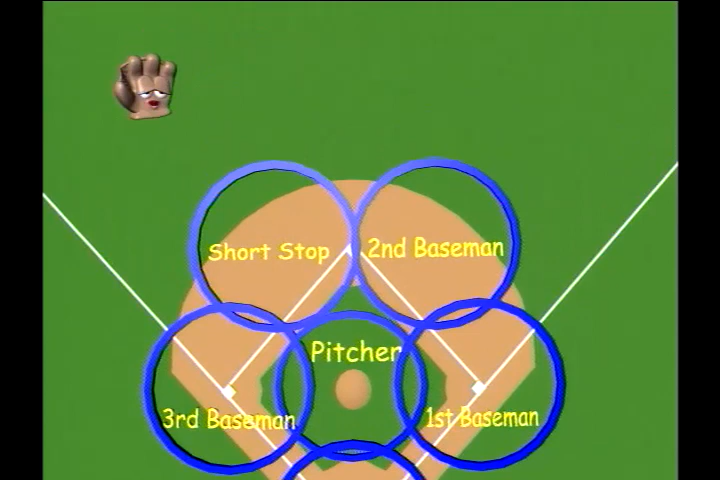 Short Stop
2nd Baseman
Pitcher
3rd Baseman
1st Baseman